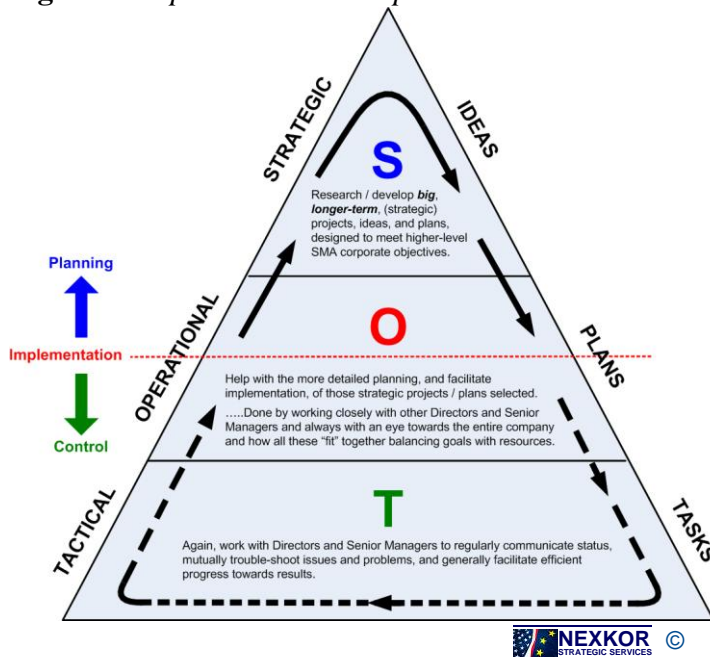 STRATEGIC
IDEAS
S
Research / develop big,
longer-term, (strategic)
projects, ideas, and plans,
designed to meet higher-level
SMA corporate objectives.
Planning
Implementation
Control
OPERATIONAL
PLANS
O
Help with the more detailed planning, and facilitate
implementation, of those strategic projects / plans selected.
.....Done by working closely with other Directors and Senior
Managers and always with an eye towards the entire company
and how all these “fit” together balancing goals with resources.
TACTICAL
TASKS
T
Again, work with Directors and Senior Managers to regularly communicate status,
mutually trouble-shoot issues and problems, and generally facilitate efficient
progress towards results.
NEXKOR ©
STRATEGIC SERVICES